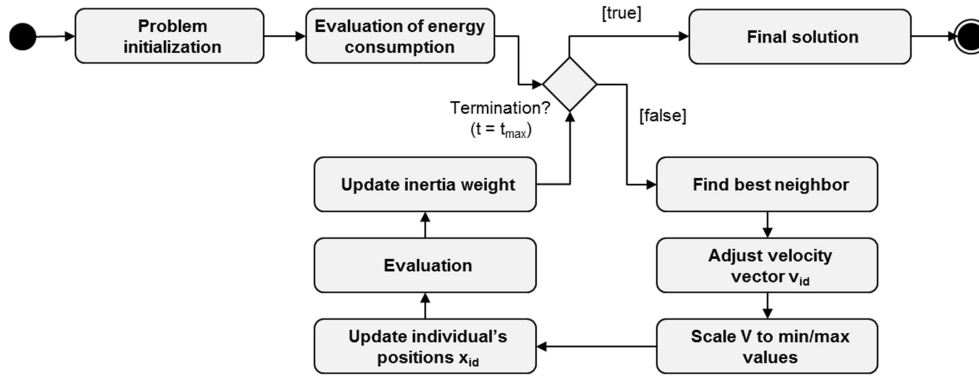 Problem
initialization
Evaluation of energy
consumption
[true]
Final solution
Termination?
(t = tmax)
[false]
Update inertia weight
Find best neighbor
Evaluation
Adjust velocity
vector vid
Update individual's
positions xid
Scale V to min/max
values